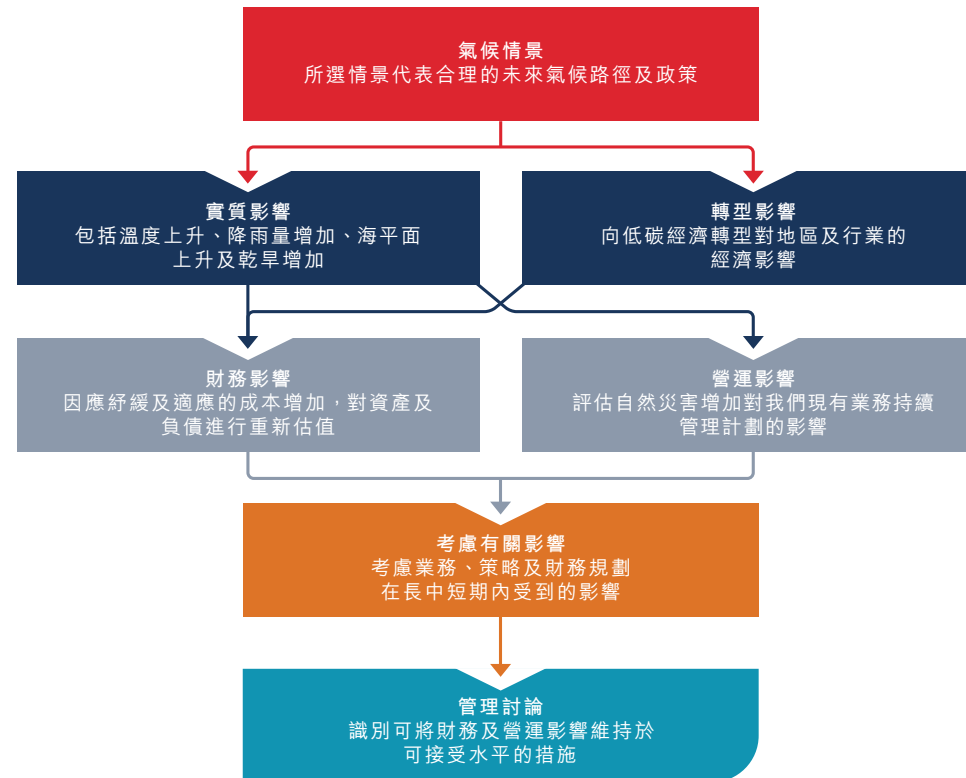 氣候情景
所選情景代表合理的未來氣候路徑及政策
實質影響
包括溫度上升、降雨量增加、海平面
上升及乾旱增加
轉型影響
向低碳經濟轉型對地區及行業的
經濟影響
財務影響
因應紓緩及適應的成本增加，對資產及
負債進行重新估值
營運影響
評估自然災害增加對我們現有業務持續
管理計劃的影響
考慮有關影響
考慮業務、策略及財務規劃
在長中短期內受到的影響
管理討論
識別可將財務及營運影響維持於
可接受水平的措施